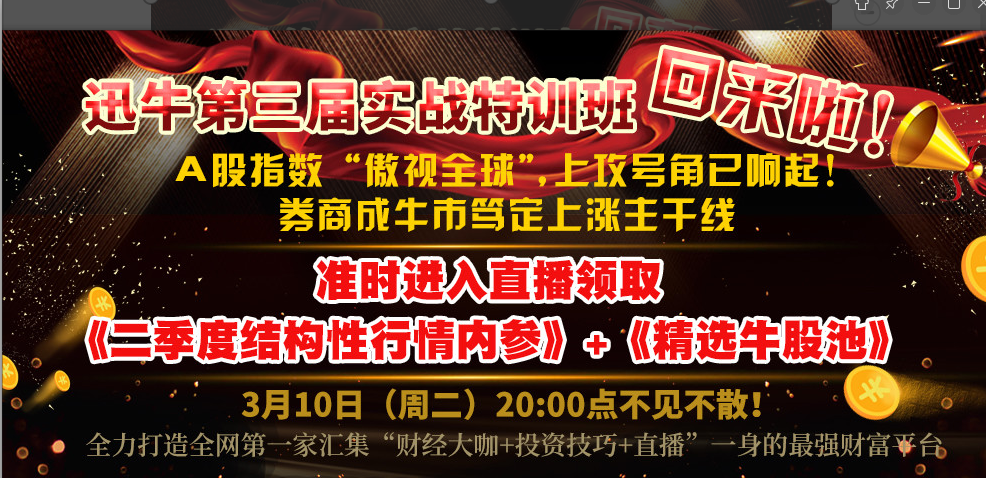 迅牛第三届实战特训班 回来啦！
A股指数“傲视全球”，上攻号角已响起！
券商成牛市笃定上涨主干线
准时进入直播领取
《二季度结构性行情内参》+《精选牛股池》
3月10日（周二）20:00点不见不散！
全力打造全网第一家汇集“财经大咖+投资技巧+直播”一身的最强财富平台